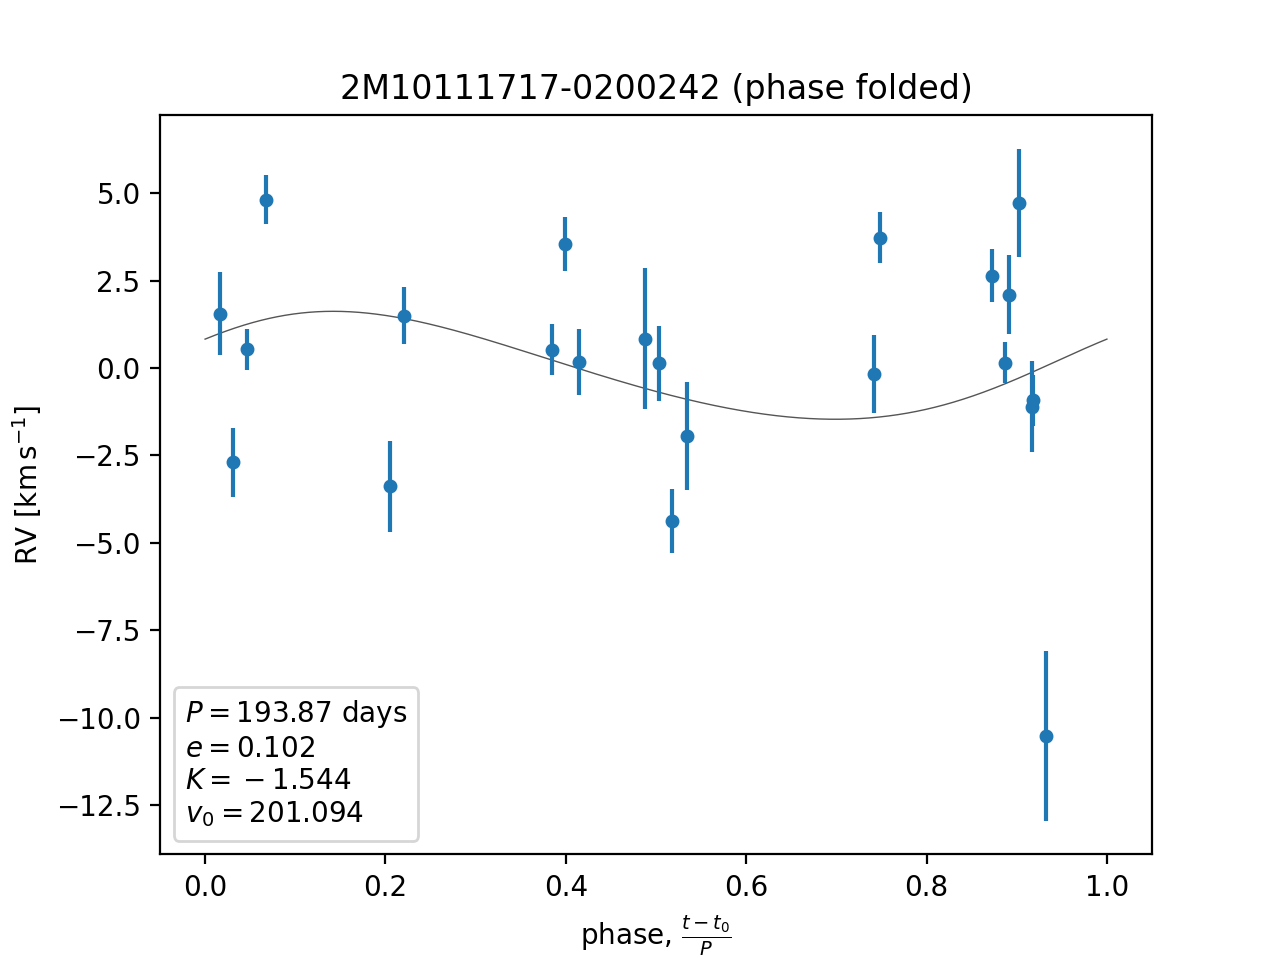 2M10111717-0200242 (phase folded)
RV [km s⁻¹]
5.0
2.5
0.0
−2.5
−5.0
−7.5
−10.0
−12.5
P = 193.87 days
e = 0.102
K = −1.544
v₀ = 201.094
0.0 0.2 0.4 0.6 0.8 1.0
phase, (t − t₀)/P